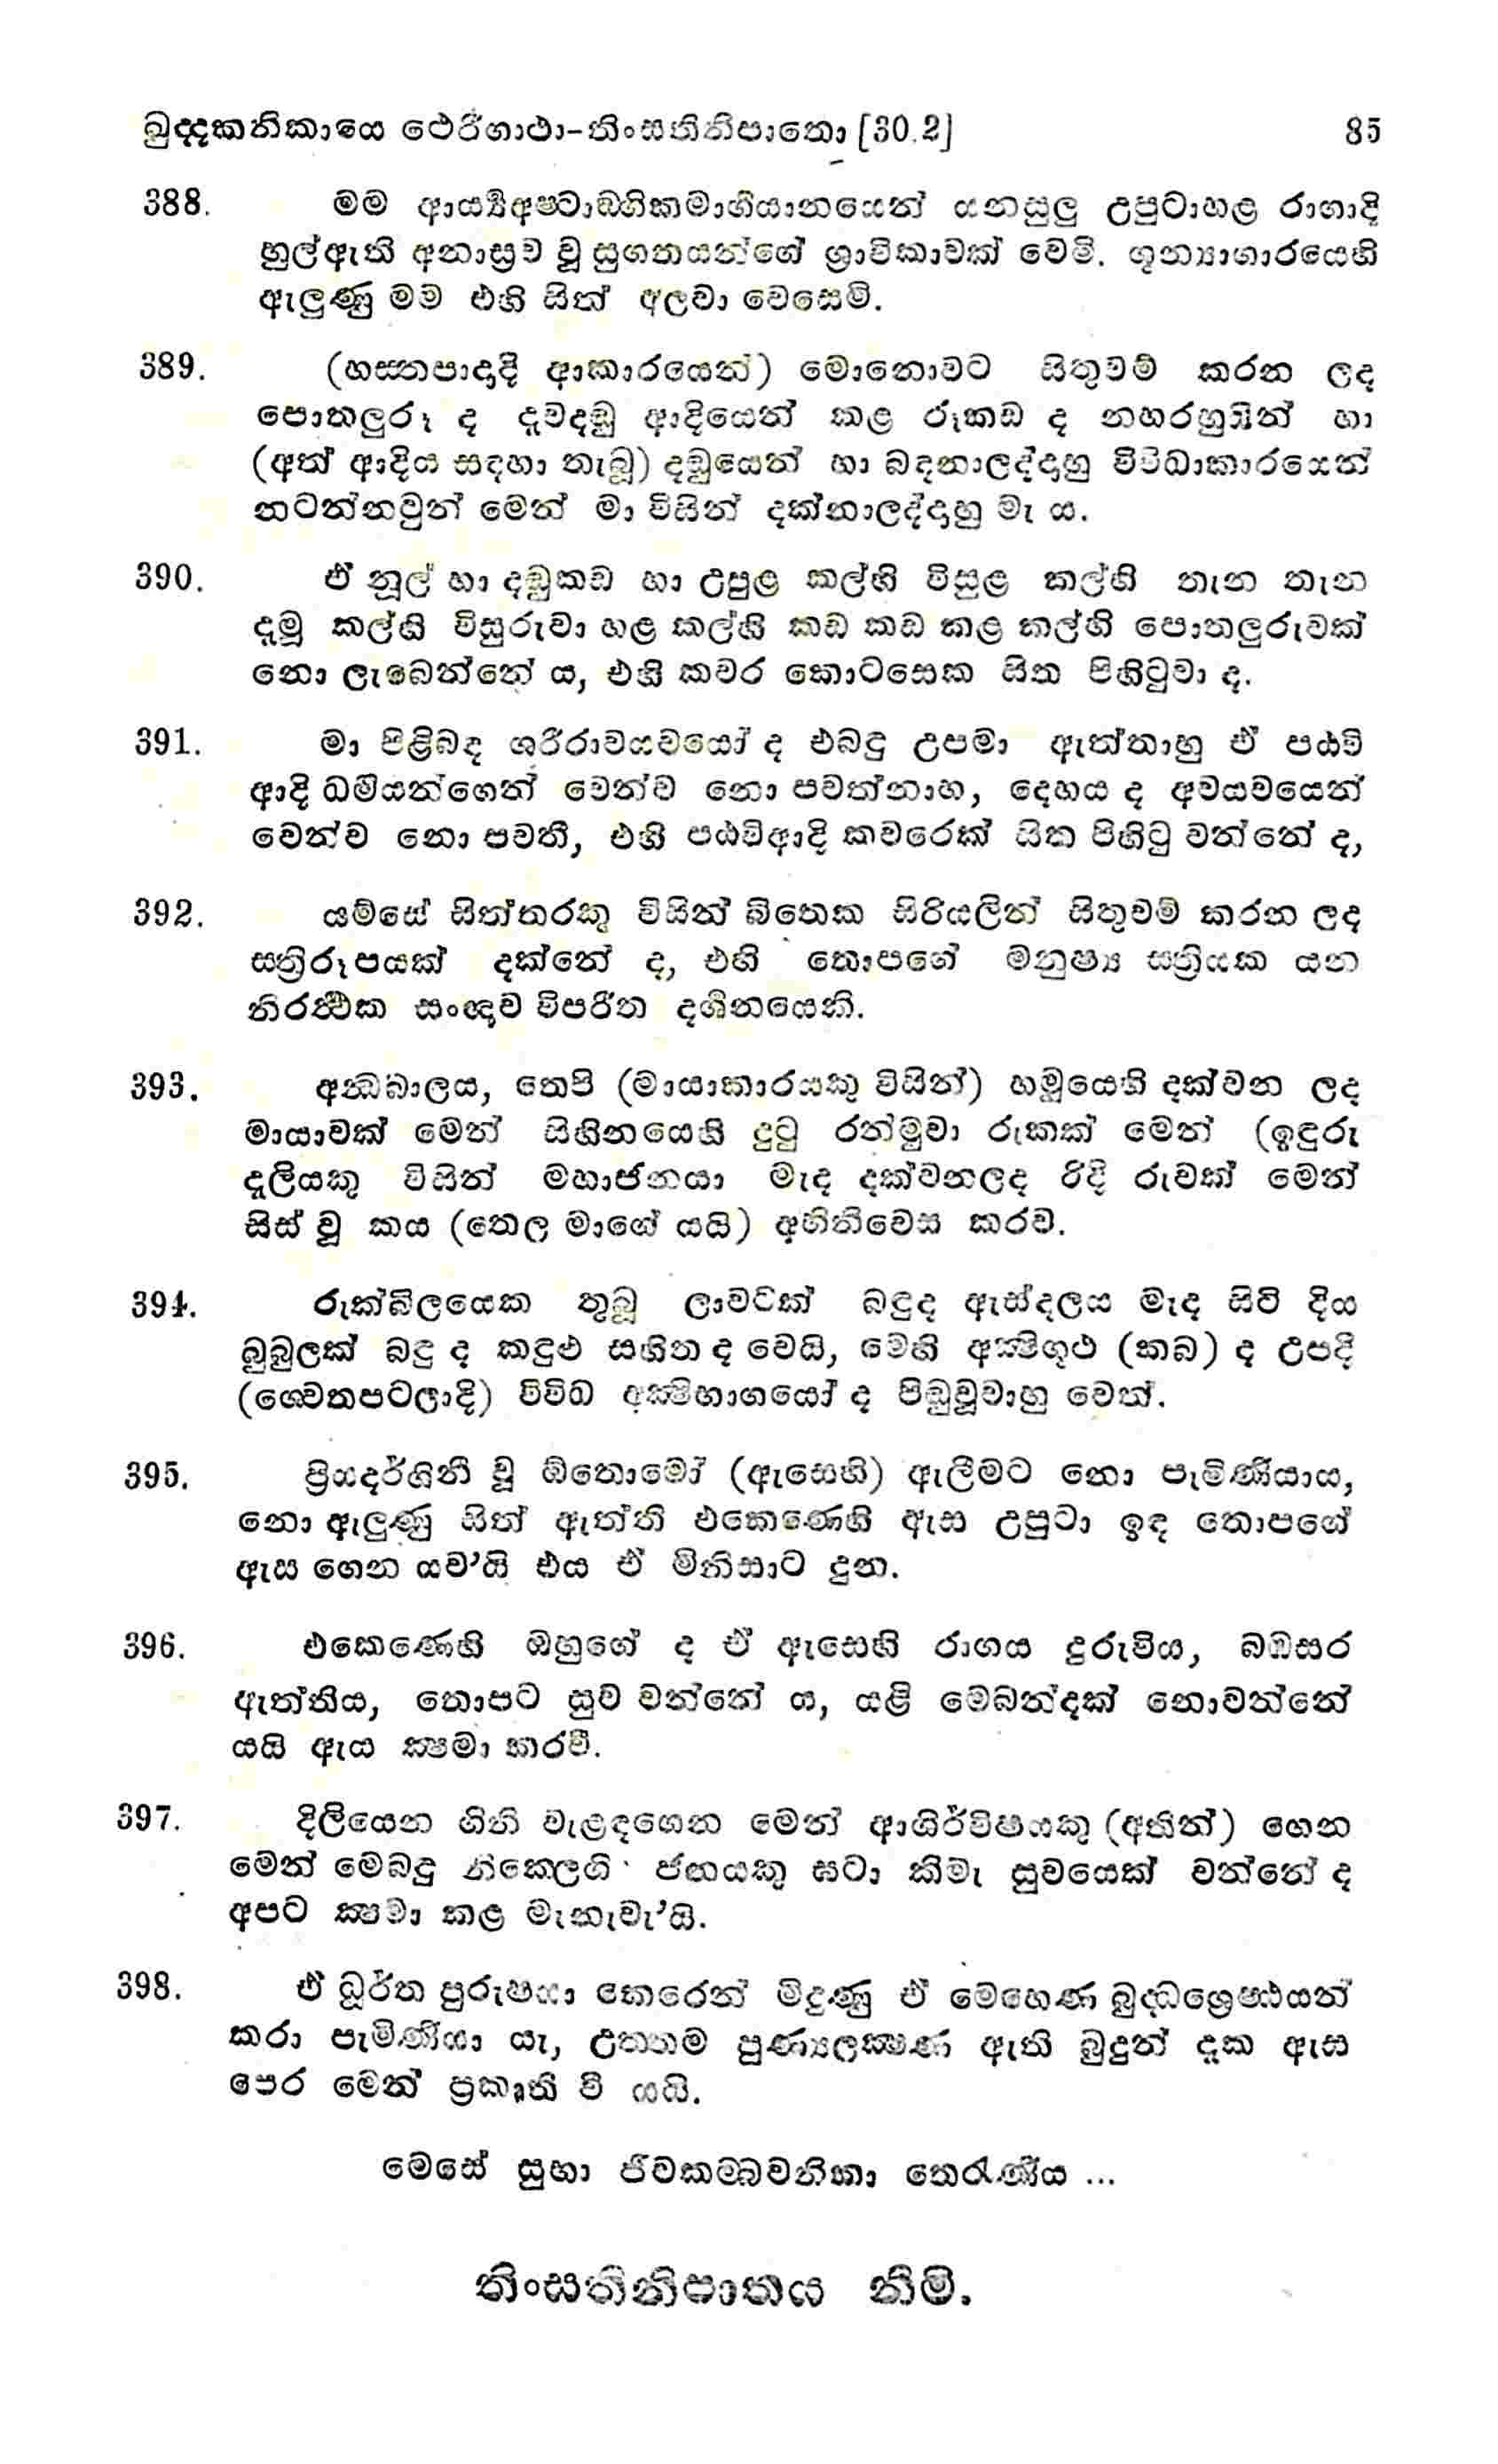 ඛුද්දකනිකායෙ ථෙරීගාථා-තිංසතිනිපාතො [30.2] 85
388. මම ආර්‍ය්‍යඅෂ්ටාඞ්ගිකමාර්‍ගයානයෙන් යනසුලු උපුටාහළ රාගාදි
හුල්ඇති අනාස්‍රව වූ සුගතයන්ගේ ශ්‍රාවිකාවක් වෙමි. ශූන්‍යාගාරයෙහි
ඇලුණු මම එහි සිත් අලවා වෙසෙමි.
389. (හස්තපාදාදි ආකාරයෙන්) මොනොවට සිතුවම් කරන ලද
පොතලුරූ ද දැවදඬු ආදියෙන් කළ රූකඩ ද නහරහුයින් හා
(අත් ආදිය සදහා තැබූ) දඬුයෙන් හා බදනාලද්දාහු විවිධාකාරයෙන්
නටන්නවුන් මෙන් මා විසින් දක්නාලද්දාහු මැ ය.
390. ඒ නූල් හා දඬුකඩ හා උපුළ කල්හි විසුළ කල්හි තැන තැන
දැමූ කල්හි විසුරුවා හළ කල්හි කඩ කඩ කළ කල්හි පොතලුරුවක්
නො ලැබෙන්නේ ය, එහි කවර කොටසෙක සිත පිහිටුවා ද.
391. මා පිළිබද ශරීරාවයවයෝ ද එබඳු උපමා ඇත්තාහු ඒ පඨවි
ආදි ධර්‍මයන්ගෙන් වෙන්ව නො පවත්නාහ, දෙහය ද අවයවයෙන්
වෙන්ව නො පවතී, එහි පඨවිආදි කවරෙක් සිත පිහිටු වන්නේ ද,
392. යම්සේ සිත්තරකු විසින් බිතෙක සිරියලින් සිතුවම් කරන ලද
ස්ත්‍රිරූපයක් දක්නේ ද, එහි තොපගේ මනුෂ්‍ය ස්ත්‍රියක යන
නිරර්‍ත්‍ථක සංඥාව විපරීත දර්‍ශනයෙකි.
393. අන්ධබාලය, තෙපි (මායාකාරයකු විසින්) හමුයෙහි දක්වන ලද
මායාවක් මෙන් සිහිනයෙහි දුටු රන්මුවා රුකක් මෙන් (ඉඳුරු
දැලියකු විසින් මහාජනයා මැද දක්වනලද රිදි රුවක් මෙන්
සිස් වූ කය (තෙල මාගේ යයි) අභිනිවෙස කරව.
394. රුක්බිලයෙක තුබූ ලාවටක් බඳුද ඇස්දලය මැද සිටි දිය
බුබුලක් බඳු ද කඳුළු සහිත ද වෙයි, මෙහි අක්‍ෂිගූථ (කබ) ද උපදි
(ශ්වෙතපටලාදි) විවිධ අක්‍ෂිභාගයෝ ද පිඬුවූවාහු වෙත්.
395. ප්‍රියදර්ශිනී වූ ඕතොමෝ (ඇසෙහි) ඇලීමට නො පැමිණියාය,
නො ඇලුණු සිත් ඇත්තී එකෙණෙහි ඇස උපුටා ඉඳ තොපගේ
ඇස ගෙන යව’යි එය ඒ මිනිසාට දුන.
396. එකෙණෙහි ඔහුගේ ද ඒ ඇසෙහි රාගය දුරුවිය, බඹසර
ඇත්තිය, තොපට සුව වන්නේ ය, යළි මෙබන්දක් නොවන්නේ
යයි ඇය ක්‍ෂමා කරවී.
397. දිලියෙන ගිනි වැළඳගෙන මෙන් ආශිර්විෂයකු (අතින්) ගෙන
මෙන් මෙබඳු නිකෙලෙගි ජනයකු ඝටා කිමැ සුවයෙක් වන්නේ ද
අපට ක්‍ෂමා කළ මැනැවැ’යි.
398. ඒ ධූර්ත පුරුෂයා කෙරෙන් මිදුණු ඒ මෙහෙණ බුද්ධශ්‍රෙෂ්ඨයන්
කරා පැමිණියා යැ, උත්තම පුණ්‍යලක්‍ෂණ ඇති බුදුන් දැක ඇස
පෙර මෙන් ප්‍රකෘති වී යයි.
මෙසේ සුභා ජීවකම්බවනිකා තෙරණිය ...
තිංසතිනිපාතය නිමි.